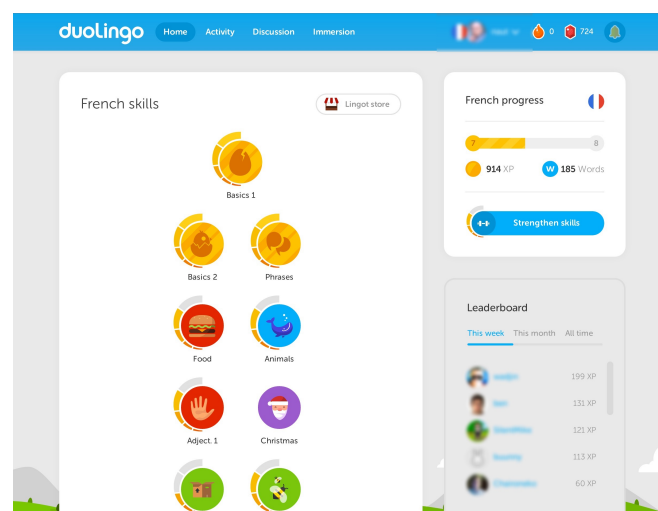 duolingo Home Activity Discussion Immersion 0 724
French skills
Lingot store
Basics 1
Basics 2 Phrases
Food Animals
Adject. 1 Christmas
French progress
7 8
914 XP W 185 Words
Strengthen skills
Leaderboard
This week This month All time
199 XP
131 XP
121 XP
113 XP
60 XP